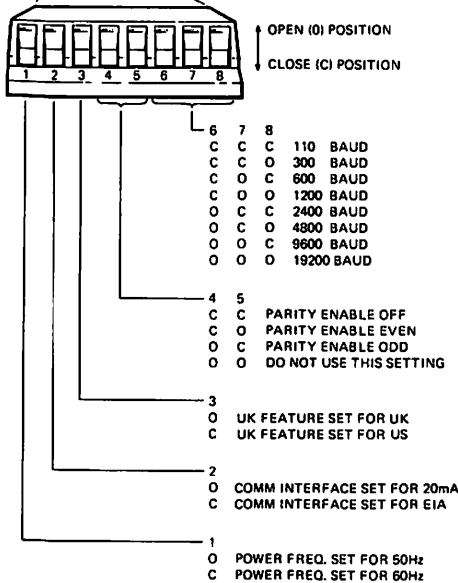 OPEN (0) POSITION
CLOSE (C) POSITION
1 2 3 4 5 6 7 8
6 7 8
C C C 110 BAUD
C C O 300 BAUD
C O C 600 BAUD
C O O 1200 BAUD
O C C 2400 BAUD
O C O 4800 BAUD
O O C 9600 BAUD
O O O 19200 BAUD
4 5
C C PARITY ENABLE OFF
C O PARITY ENABLE EVEN
O C PARITY ENABLE ODD
O O DO NOT USE THIS SETTING
3
O UK FEATURE SET FOR UK
C UK FEATURE SET FOR US
2
O COMM INTERFACE SET FOR 20mA
C COMM INTERFACE SET FOR EIA
1
O POWER FREQ. SET FOR 50Hz
C POWER FREQ. SET FOR 60Hz